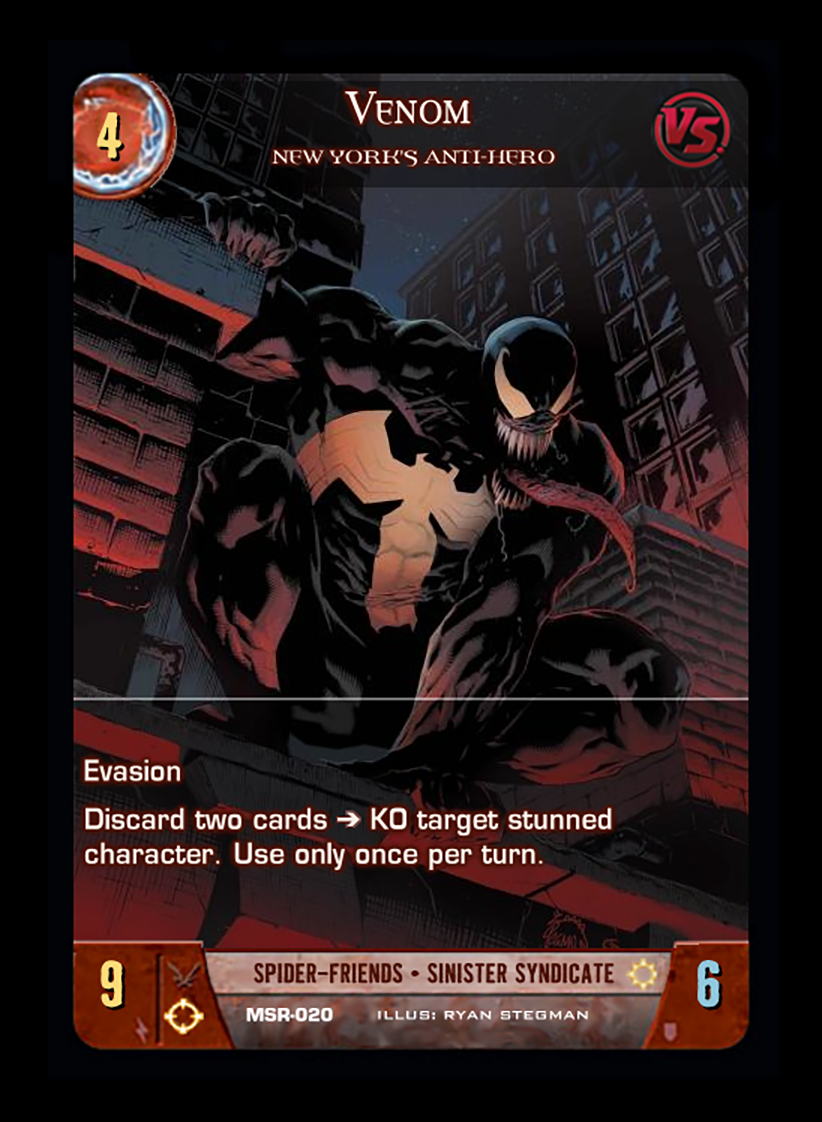 4
VENOM
VS.
NEW YORK'S ANTI-HERO
Evasion
Discard two cards ➔ KO target stunned
character. Use only once per turn.
9
SPIDER-FRIENDS • SINISTER SYNDICATE
6
MSR-020 ILLUS: RYAN STEGMAN